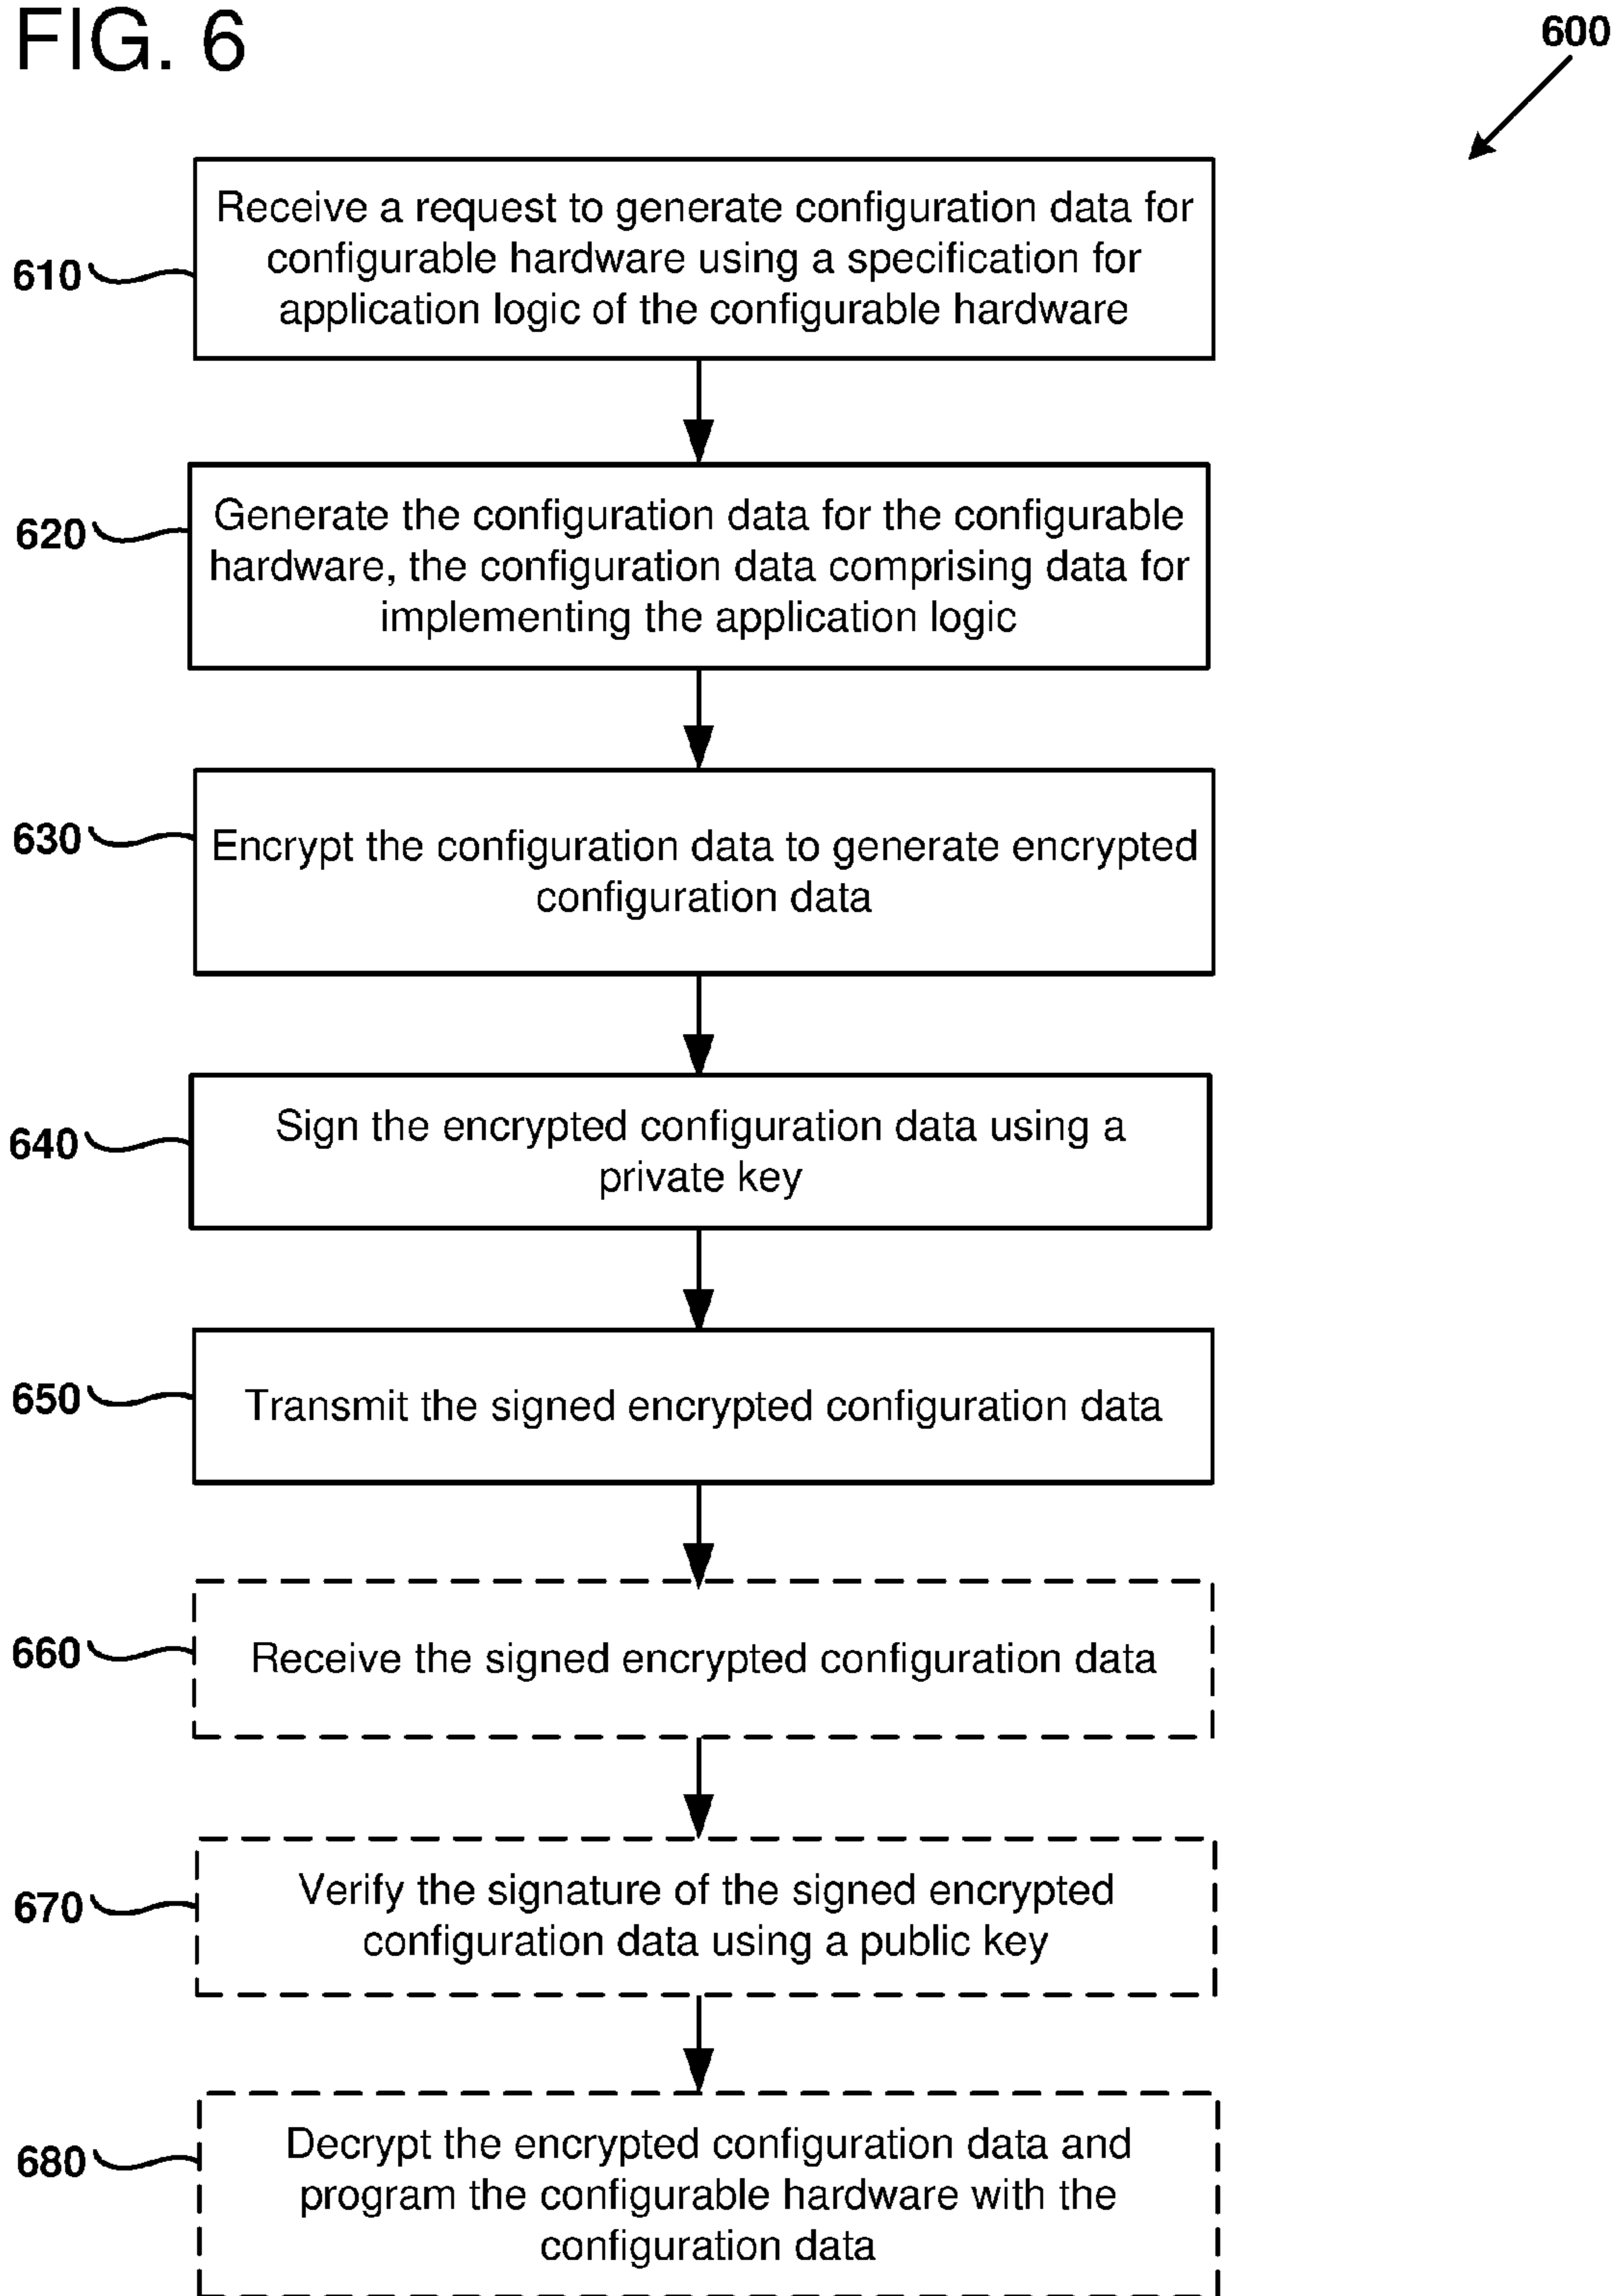 FIG. 6
600
610
Receive a request to generate configuration data for
configurable hardware using a specification for
application logic of the configurable hardware
620
Generate the configuration data for the configurable
hardware, the configuration data comprising data for
implementing the application logic
630
Encrypt the configuration data to generate encrypted
configuration data
640
Sign the encrypted configuration data using a
private key
650
Transmit the signed encrypted configuration data
660
Receive the signed encrypted configuration data
670
Verify the signature of the signed encrypted
configuration data using a public key
680
Decrypt the encrypted configuration data and
program the configurable hardware with the
configuration data